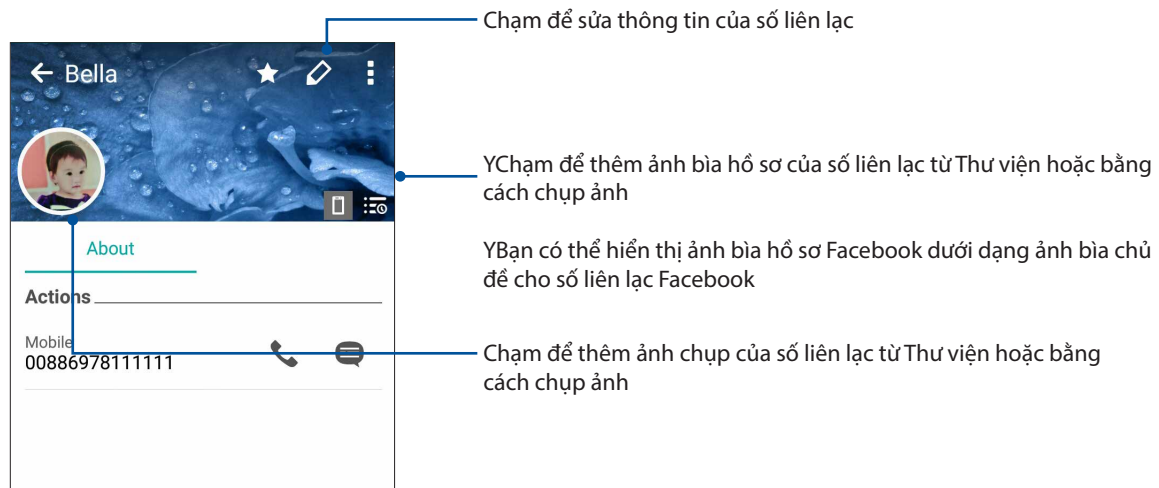 Chạm để sửa thông tin của số liên lạc
Bella
YChạm để thêm ảnh bìa hồ sơ của số liên lạc từ Thư viện hoặc bằng
cách chụp ảnh
YBạn có thể hiển thị ảnh bìa hồ sơ Facebook dưới dạng ảnh bìa chủ
đề cho số liên lạc Facebook
About
Actions
Mobile
00886978111111
Chạm để thêm ảnh chụp của số liên lạc từ Thư viện hoặc bằng
cách chụp ảnh